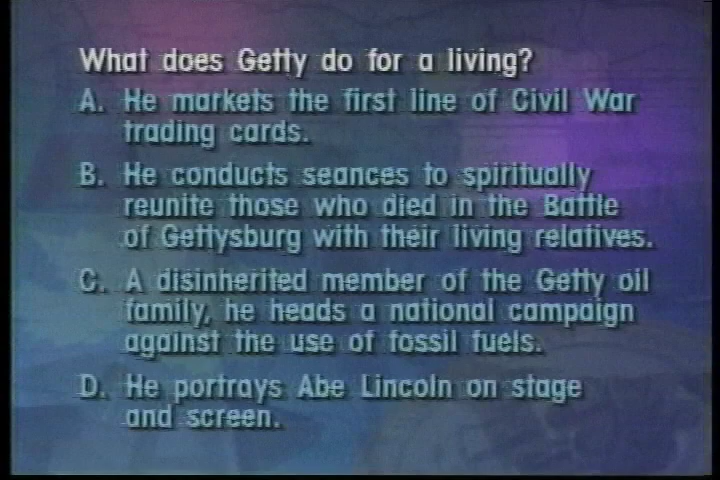 What does Getty do for a living?
A. He markets the first line of Civil War
trading cards.
B. He conducts seances to spiritually
reunite those who died in the Battle
of Gettysburg with their living relatives.
C. A disinherited member of the Getty oil
family, he heads a national campaign
against the use of fossil fuels.
D. He portrays Abe Lincoln on stage
and screen.